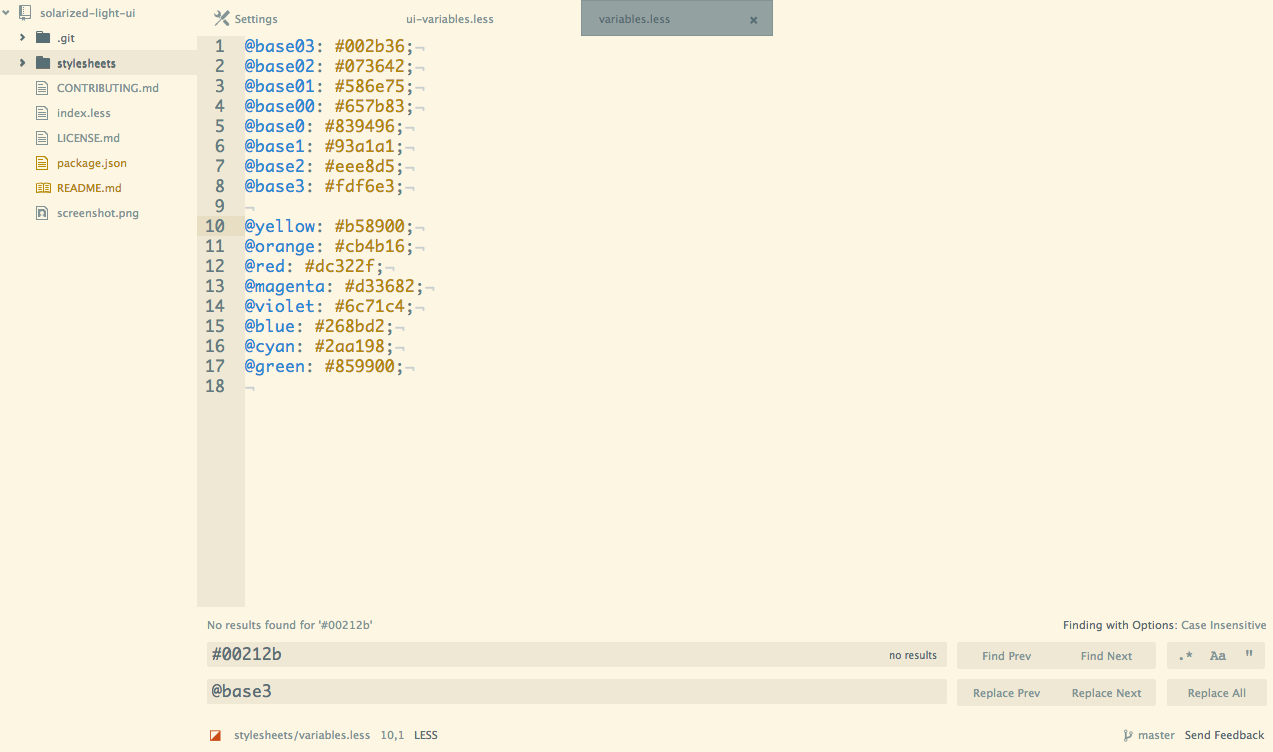 solarized-light-ui
.git
stylesheets
CONTRIBUTING.md
index.less
LICENSE.md
package.json
README.md
screenshot.png
Settings
ui-variables.less
variables.less ×
1 @base03: #002b36;¬
2 @base02: #073642;¬
3 @base01: #586e75;¬
4 @base00: #657b83;¬
5 @base0: #839496;¬
6 @base1: #93a1a1;¬
7 @base2: #eee8d5;¬
8 @base3: #fdf6e3;¬
9 ¬
10 @yellow: #b58900;¬
11 @orange: #cb4b16;¬
12 @red: #dc322f;¬
13 @magenta: #d33682;¬
14 @violet: #6c71c4;¬
15 @blue: #268bd2;¬
16 @cyan: #2aa198;¬
17 @green: #859900;¬
18 ¬
No results found for '#00212b'
Finding with Options: Case Insensitive
#00212b
no results
Find Prev
Find Next
.*
Aa
"
@base3
Replace Prev
Replace Next
Replace All
stylesheets/variables.less 10,1 LESS
master Send Feedback